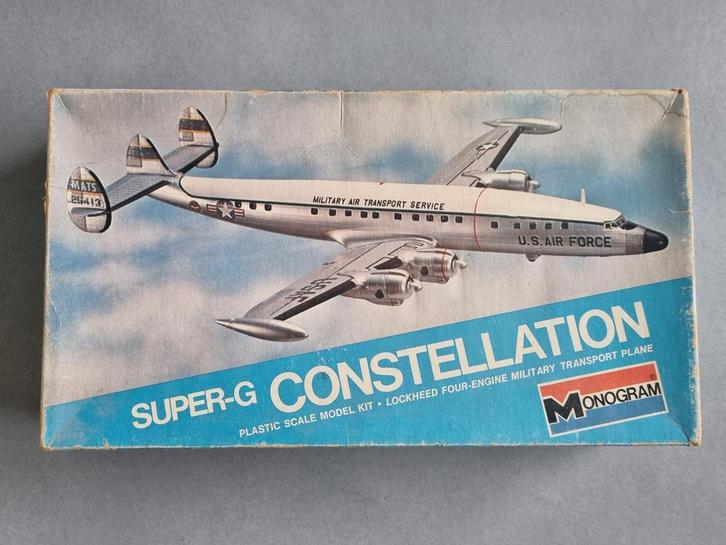 MATS
25413
MILITARY AIR TRANSPORT SERVICE
U.S. AIR FORCE
SUPER-G CONSTELLATION
PLASTIC SCALE MODEL KIT • LOCKHEED FOUR-ENGINE MILITARY TRANSPORT PLANE
MONOGRAM®